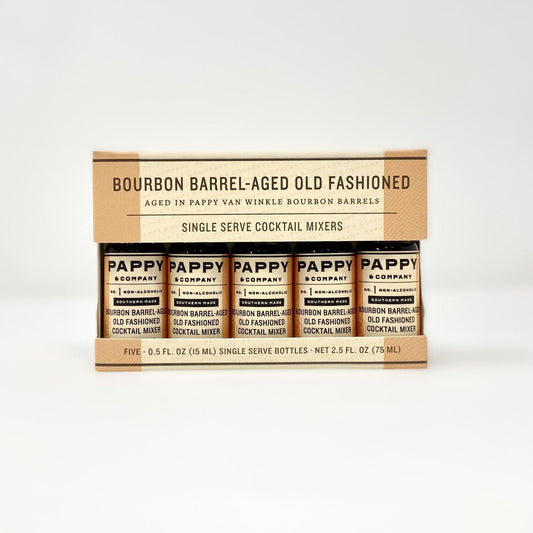 BOURBON BARREL-AGED OLD FASHIONED
AGED IN PAPPY VAN WINKLE BOURBON BARRELS
SINGLE SERVE COCKTAIL MIXERS
PAPPY
& COMPANY
NO. | NON-ALCOHOLIC
SOUTHERN MADE
BOURBON BARREL-AGED
OLD FASHIONED
COCKTAIL MIXER
PAPPY
& COMPANY
NO. | NON-ALCOHOLIC
SOUTHERN MADE
BOURBON BARREL-AGED
OLD FASHIONED
COCKTAIL MIXER
PAPPY
& COMPANY
NO. | NON-ALCOHOLIC
SOUTHERN MADE
BOURBON BARREL-AGED
OLD FASHIONED
COCKTAIL MIXER
PAPPY
& COMPANY
NO. | NON-ALCOHOLIC
SOUTHERN MADE
BOURBON BARREL-AGED
OLD FASHIONED
COCKTAIL MIXER
PAPPY
& COMPANY
NO. | NON-ALCOHOLIC
SOUTHERN MADE
BOURBON BARREL-AGED
OLD FASHIONED
COCKTAIL MIXER
FIVE - 0.5 FL. OZ (15 ML) SINGLE SERVE BOTTLES · NET 2.5 FL. OZ (75 ML)